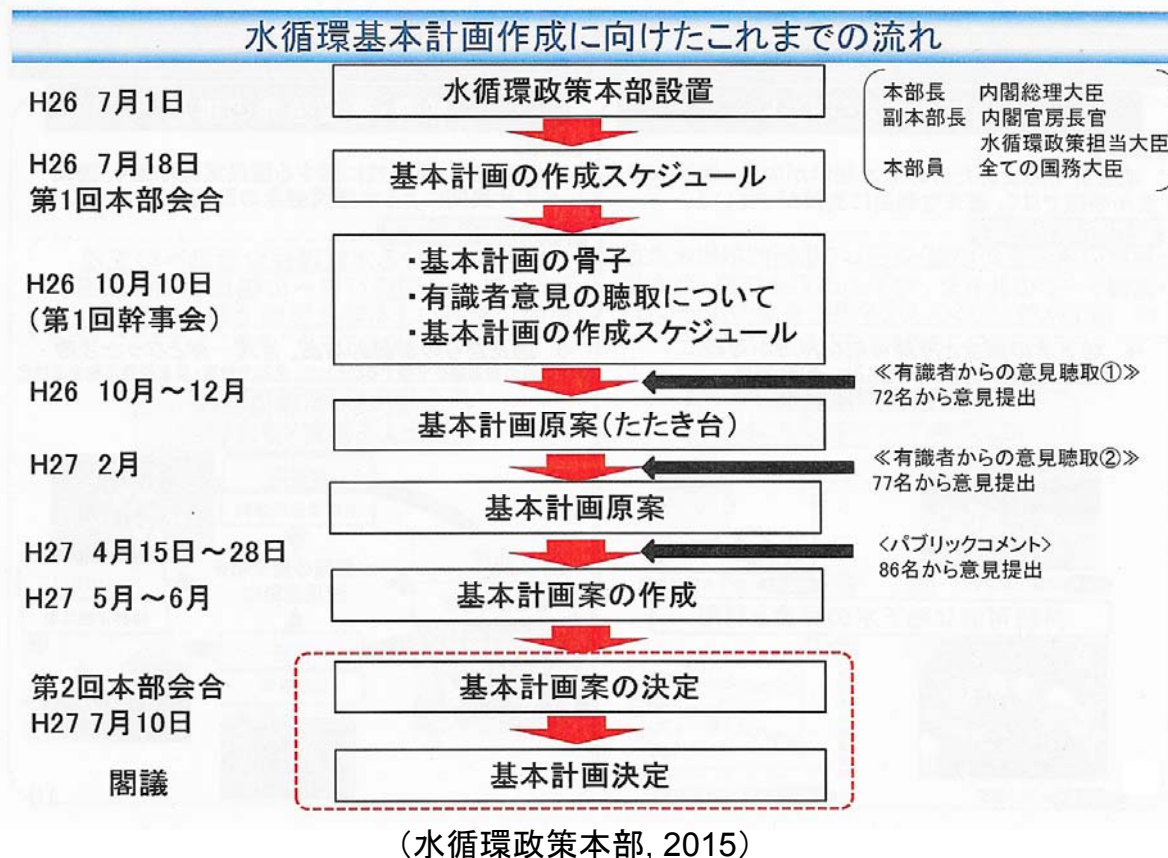 水循環基本計画作成に向けたこれまでの流れ
H26 7月1日
水循環政策本部設置
本部長 内閣総理大臣
副本部長 内閣官房長官
水循環政策担当大臣
本部員 全ての国務大臣
H26 7月18日
第1回本部会合
基本計画の作成スケジュール
H26 10月10日
(第1回幹事会)
・基本計画の骨子
・有識者意見の聴取について
・基本計画の作成スケジュール
H26 10月～12月
≪有識者からの意見聴取①≫
72名から意見提出
基本計画原案(たたき台)
H27 2月
≪有識者からの意見聴取②≫
77名から意見提出
基本計画原案
H27 4月15日～28日
<パブリックコメント>
86名から意見提出
H27 5月～6月
基本計画案の作成
第2回本部会合
H27 7月10日
基本計画案の決定
閣議
基本計画決定
(水循環政策本部, 2015)